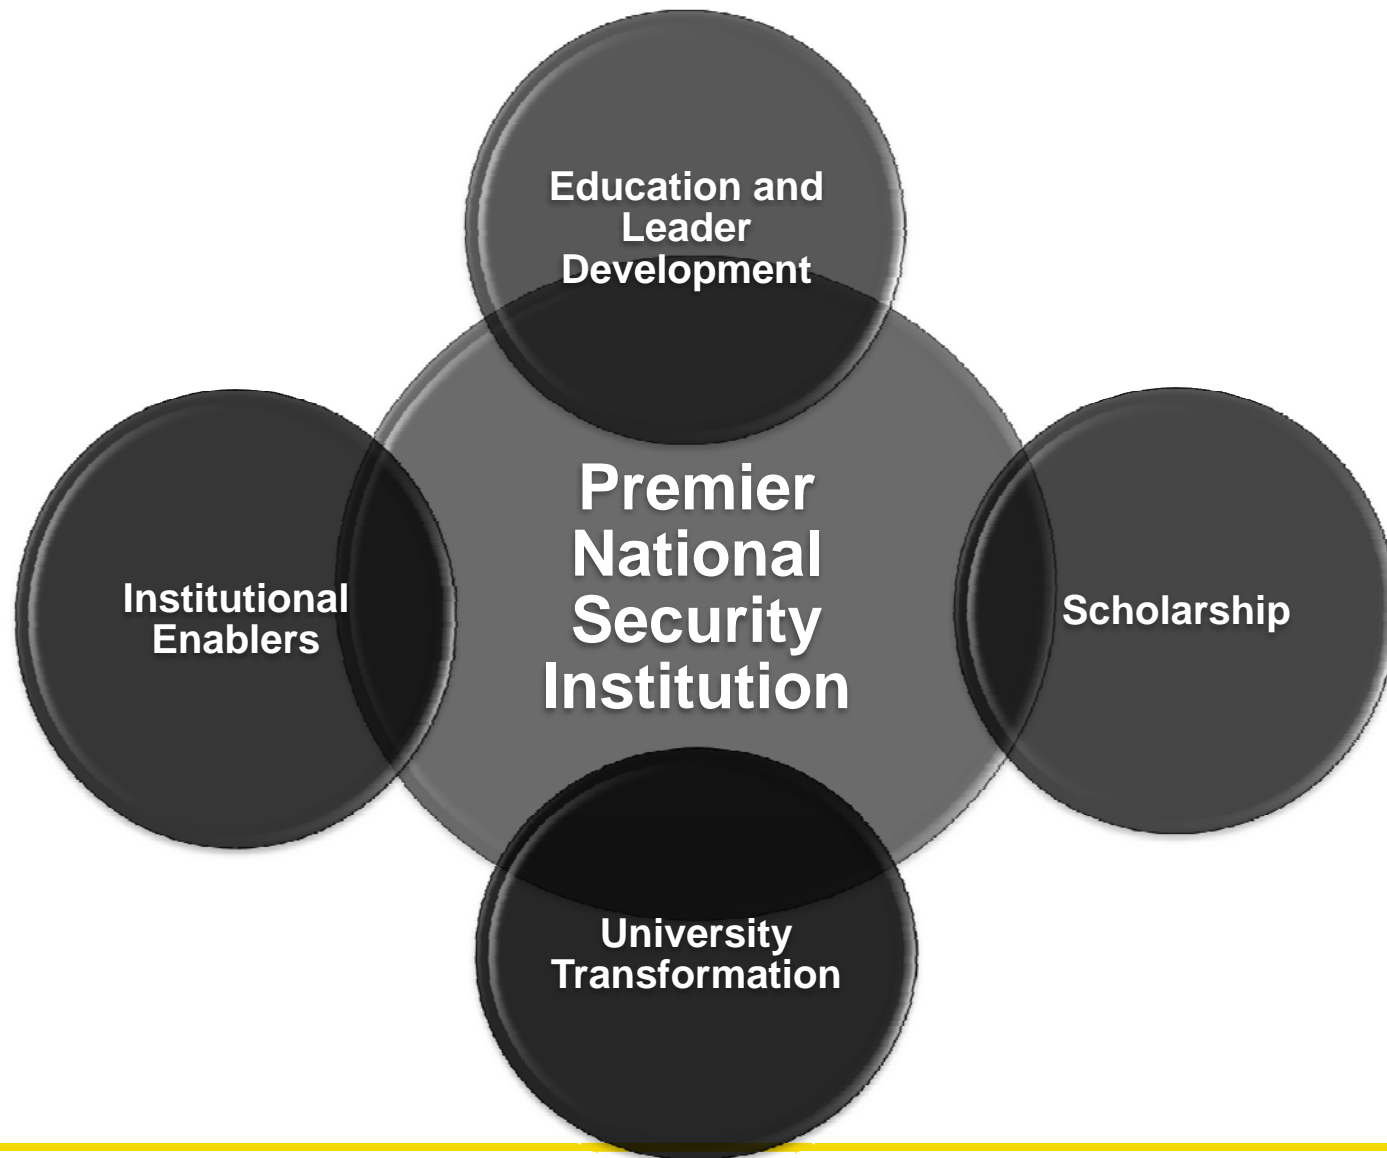 Education and
Leader
Development
Premier
National
Security
Institution
Institutional
Enablers
Scholarship
University
Transformation